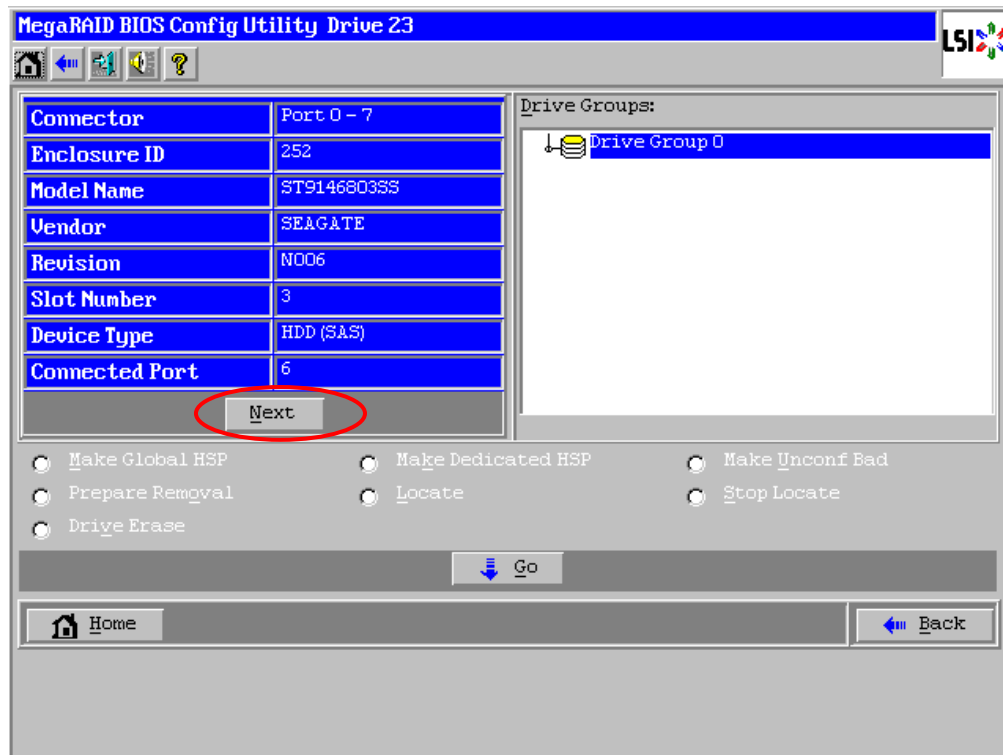 MegaRAID BIOS Config Utility Drive 23
LSI
Connector Port 0 - 7
Enclosure ID 252
Model Name ST9146803SS
Vendor SEAGATE
Revision N006
Slot Number 3
Device Type HDD (SAS)
Connected Port 6
Next
Drive Groups:
Drive Group 0
Make Global HSP Make Dedicated HSP Make Unconf Bad
Prepare Removal Locate Stop Locate
Drive Erase
Go
Home Back